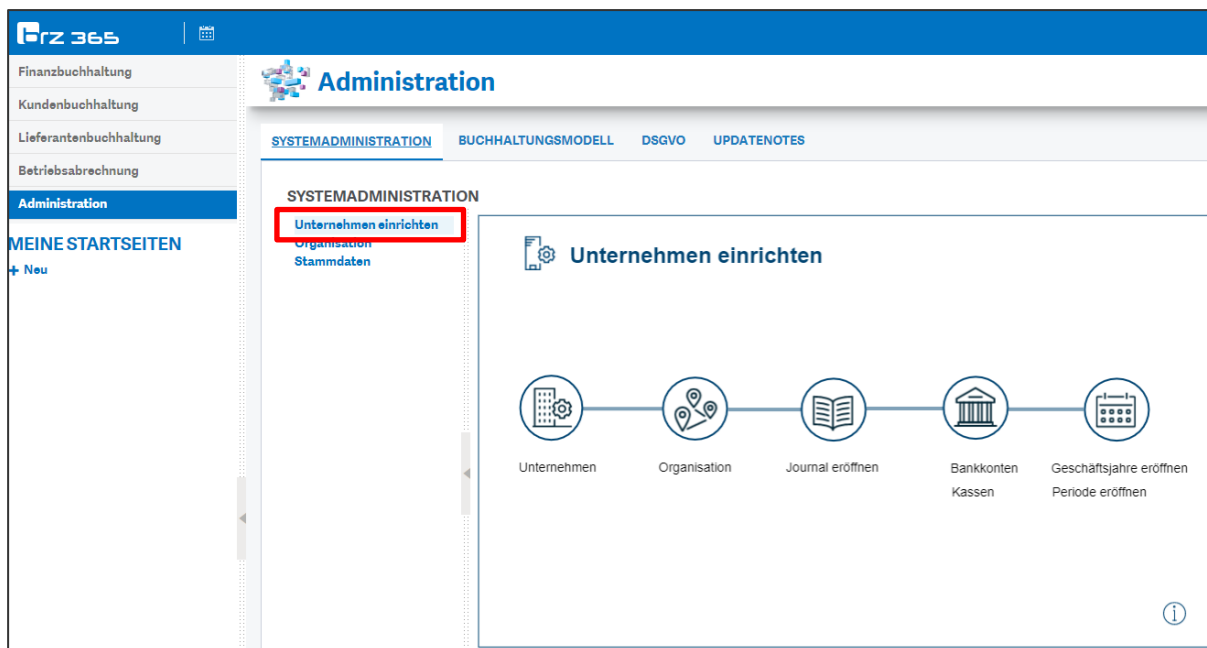 brz 365
Finanzbuchhaltung
Kundenbuchhaltung
Lieferantenbuchhaltung
Betriebsabrechnung
Administration
MEINE STARTSEITEN
+ Neu
Administration
SYSTEMADMINISTRATION BUCHHALTUNGSMODELL DSGVO UPDATENOTES
SYSTEMADMINISTRATION
Unternehmen einrichten
Organisation
Stammdaten
Unternehmen einrichten
Unternehmen Organisation Journal eröffnen Bankkonten Geschäftsjahre eröffnen
Kassen Periode eröffnen